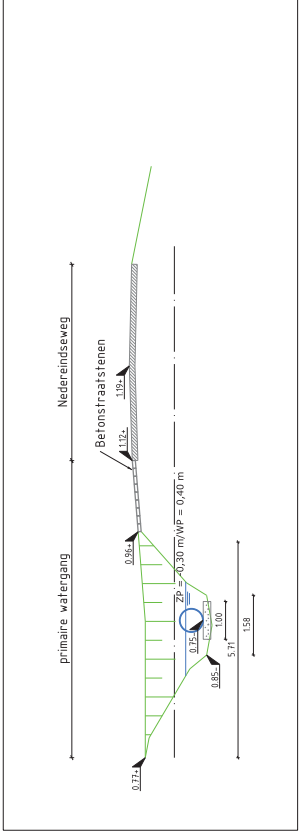 primaire watergang
Nedereindseweg
Betonstraatstenen
1.19+
1.12+
0.96+
0.77+
ZP = -0,30 m/WP = 0,40 m
0.75-
0.85-
1.00
5.71
1.58